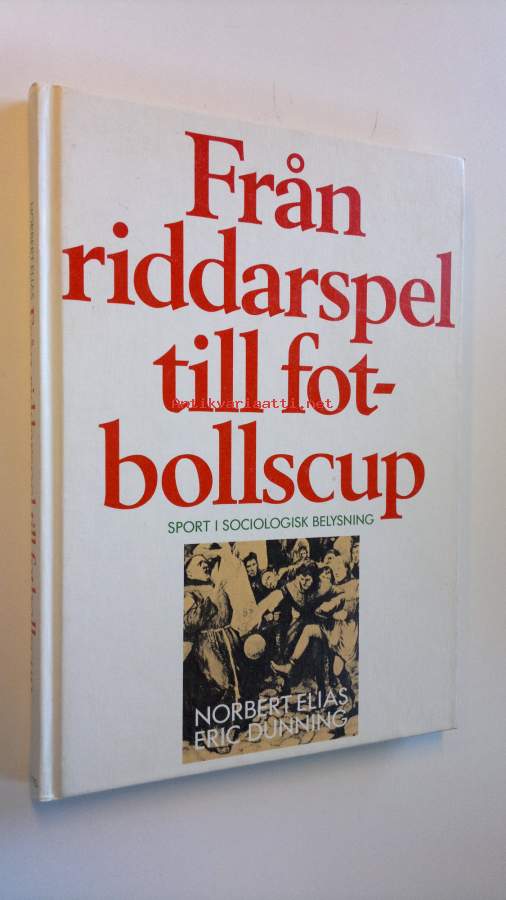 Från
riddarspel
till fot-
bollscup
SPORT I SOCIOLOGISK BELYSNING
NORBERT ELIAS
ERIC DUNNING
Antikvariaatti.net